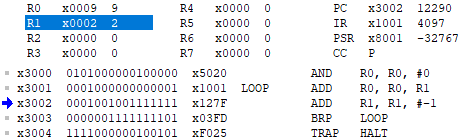 R0 x0009 9 R4 x0000 0 PC x3002 12290
R1 x0002 2 R5 x0000 0 IR x1001 4097
R2 x0000 0 R6 x0000 0 PSR x8001 -32767
R3 x0000 0 R7 x0000 0 CC P
x3000 0101000000100000 x5020 AND R0, R0, #0
x3001 0001000000000001 x1001 LOOP ADD R0, R0, R1
x3002 0001001001111111 x127F ADD R1, R1, #-1
x3003 0000001111111101 x03FD BRP LOOP
x3004 1111000000100101 xF025 TRAP HALT